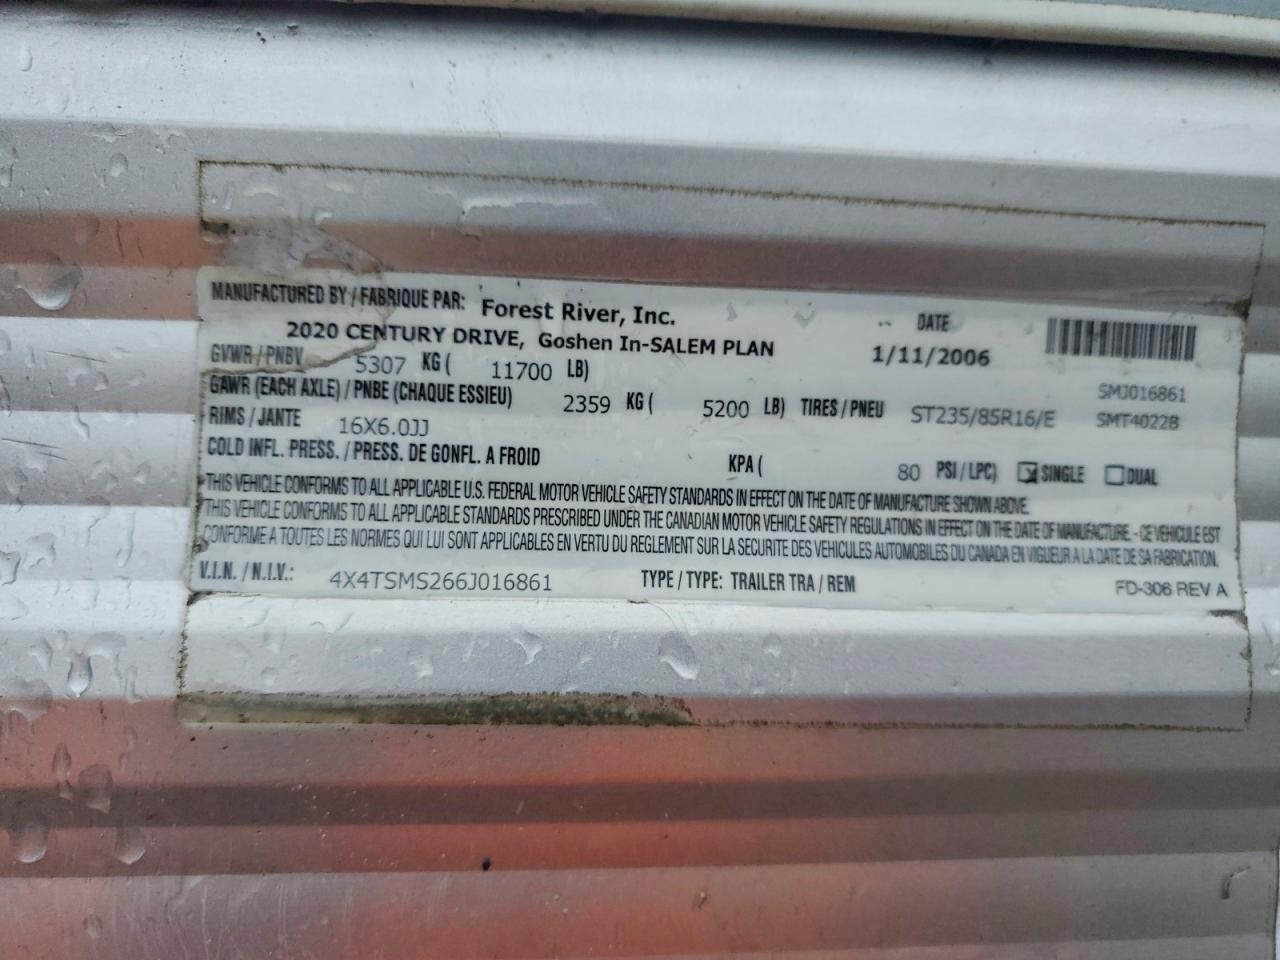 MANUFACTURED BY / FABRIQUE PAR: Forest River, Inc.
2020 CENTURY DRIVE, Goshen In-SALEM PLAN
DATE
1/11/2006
GVWR / PNBV 5307 KG ( 11700 LB)
SMJ016861
GAWR (EACH AXLE) / PNBE (CHAQUE ESSIEU) 2359 KG ( 5200 LB) TIRES / PNEU ST235/85R16/E SMT4022B
RIMS / JANTE 16X6.0JJ
COLD INFL. PRESS. / PRESS. DE GONFL. A FROID KPA ( 80 PSI / LPC) SINGLE DUAL
THIS VEHICLE CONFORMS TO ALL APPLICABLE U.S. FEDERAL MOTOR VEHICLE SAFETY STANDARDS IN EFFECT ON THE DATE OF MANUFACTURE SHOWN ABOVE.
THIS VEHICLE CONFORMS TO ALL APPLICABLE STANDARDS PRESCRIBED UNDER THE CANADIAN MOTOR VEHICLE SAFETY REGULATIONS IN EFFECT ON THE DATE OF MANUFACTURE. - CE VEHICULE EST
CONFORME A TOUTES LES NORMES QUI LUI SONT APPLICABLES EN VERTU DU REGLEMENT SUR LA SECURITE DES VEHICULES AUTOMOBILES DU CANADA EN VIGUEUR A LA DATE DE SA FABRICATION.
V.I.N. / N.I.V.: 4X4TSMS266J016861 TYPE / TYPE: TRAILER TRA / REM FD-306 REV A